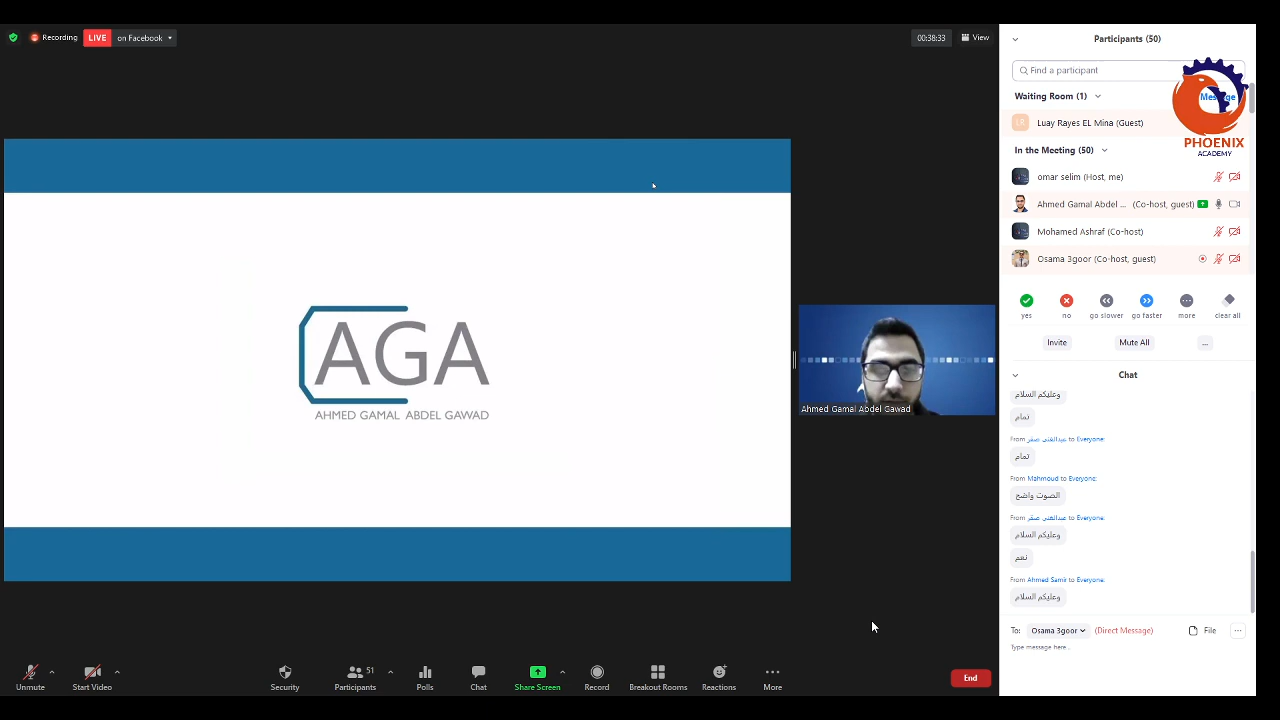 Recording
LIVE
on Facebook
00:38:33
View
AGA
AHMED GAMAL ABDEL GAWAD
Ahmed Gamal Abdel Gawad
Participants (50)
Find a participant
Waiting Room (1)
Message
LR
Luay Rayes EL Mina (Guest)
PHOENIX
ACADEMY
In the Meeting (50)
omar selim (Host, me)
Ahmed Gamal Abdel ... (Co-host, guest)
Mohamed Ashraf (Co-host)
Osama 3goor (Co-host, guest)
yes no go slower go faster more clear all
Invite Mute All ...
Chat
وعليكم السلام
تمام
From عبدالغنى صقر to Everyone:
تمام
From Mahmoud to Everyone:
الصوت واضح
From عبدالغنى صقر to Everyone:
وعليكم السلام
نعم
From Ahmed Samir to Everyone:
وعليكم السلام
To: Osama 3goor (Direct Message) File ...
Type message here...
Unmute Start Video Security Participants 51 Polls Chat Share Screen Record Breakout Rooms Reactions More End